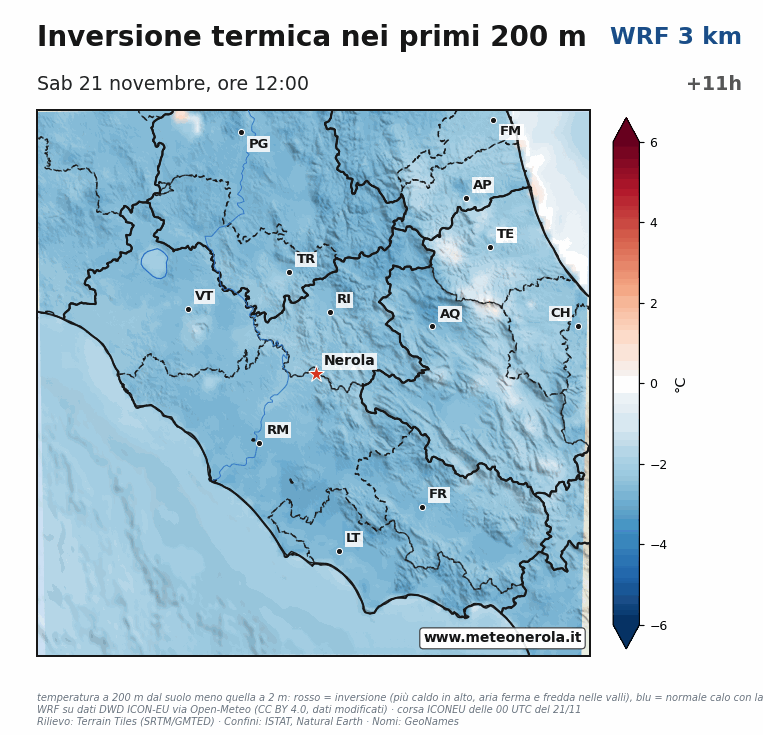 Inversione termica nei primi 200 m
WRF 3 km
Sab 21 novembre, ore 12:00
+11h
FM
PG
AP
TE
TR
VT
RI
AQ
CH
Nerola
RM
FR
LT
www.meteonerola.it
6
4
2
0
−2
−4
−6
°C
temperatura a 200 m dal suolo meno quella a 2 m: rosso = inversione (più caldo in alto, aria ferma e fredda nelle valli), blu = normale calo con la
WRF su dati DWD ICON-EU via Open-Meteo (CC BY 4.0, dati modificati) · corsa ICONEU delle 00 UTC del 21/11
Rilievo: Terrain Tiles (SRTM/GMTED) · Confini: ISTAT, Natural Earth · Nomi: GeoNames